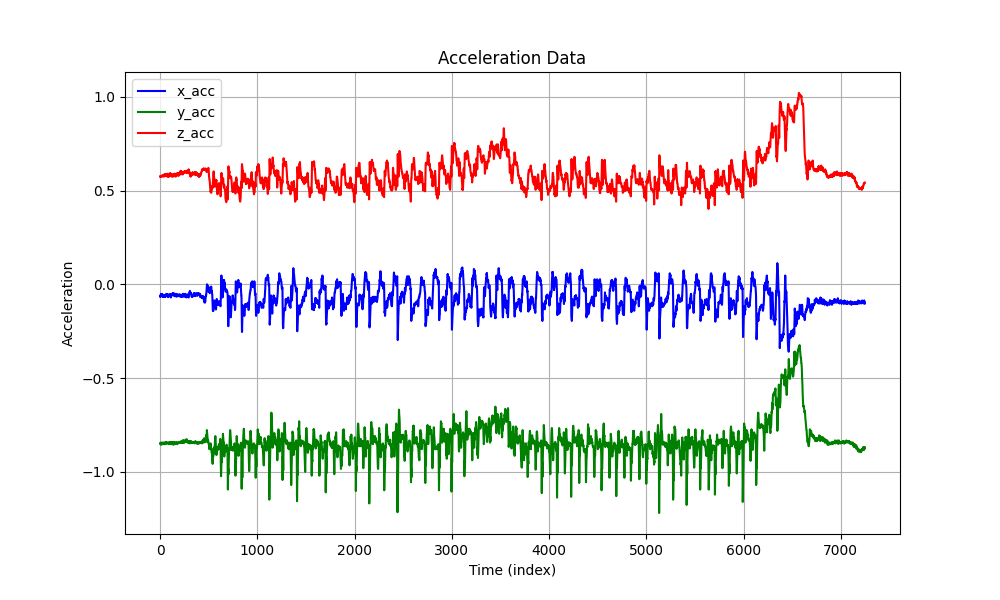 Acceleration Data
x_acc
y_acc
z_acc
1.0
0.5
0.0
−0.5
−1.0
Acceleration
0 1000 2000 3000 4000 5000 6000 7000
Time (index)